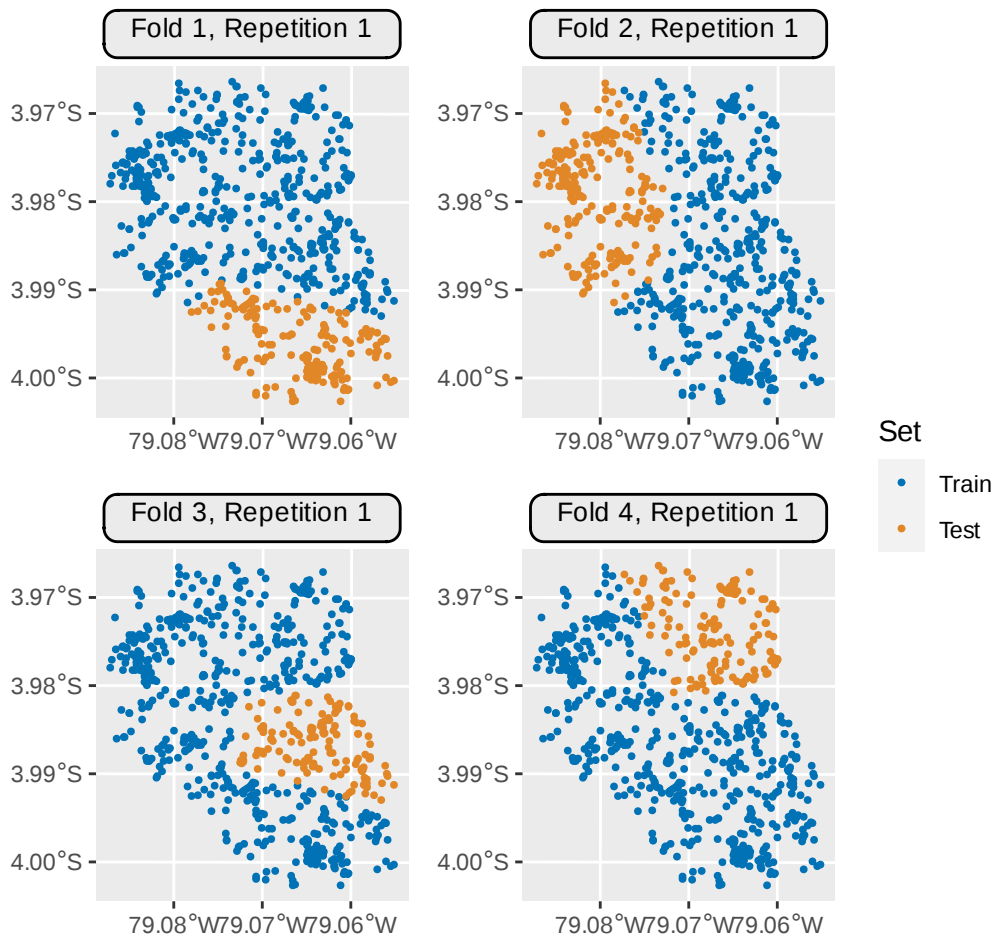 Fold 1, Repetition 1
Fold 2, Repetition 1
3.97°S
3.98°S
3.99°S
4.00°S
79.08°W79.07°W79.06°W
3.97°S
3.98°S
3.99°S
4.00°S
79.08°W79.07°W79.06°W
Set
Train
Test
Fold 3, Repetition 1
Fold 4, Repetition 1
3.97°S
3.98°S
3.99°S
4.00°S
79.08°W79.07°W79.06°W
3.97°S
3.98°S
3.99°S
4.00°S
79.08°W79.07°W79.06°W